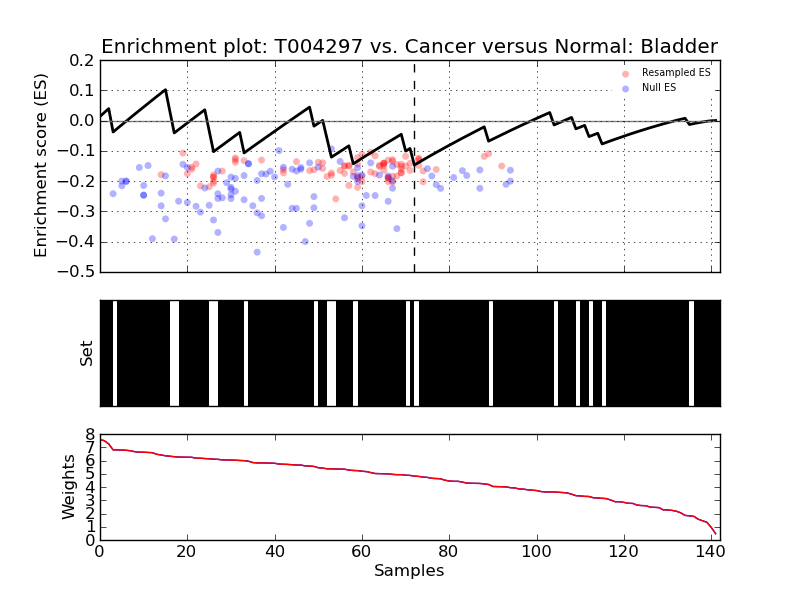 Enrichment plot: T004297 vs. Cancer versus Normal: Bladder
Enrichment score (ES)
0.2
0.1
0.0
−0.1
−0.2
−0.3
−0.4
−0.5
Resampled ES
Null ES
Set
Weights
8
7
6
5
4
3
2
1
0
0 20 40 60 80 100 120 140
Samples